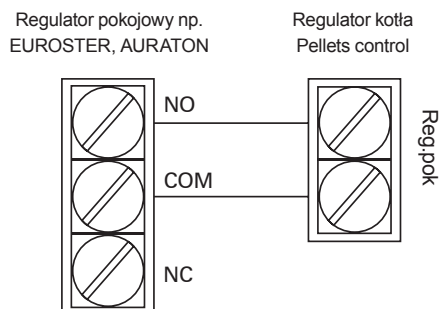 Regulator pokojowy np.
EUROSTER, AURATON
Regulator kotła
Pellets control
NO
COM
NC
Reg.pok